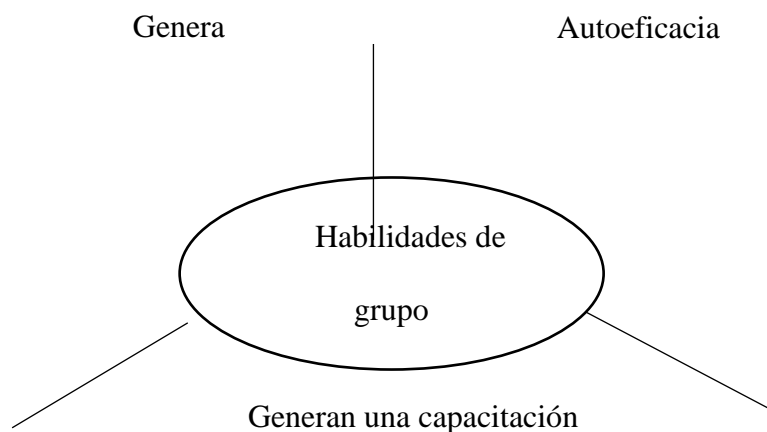 Genera
Autoeficacia
Habilidades de
grupo
Generan una capacitación